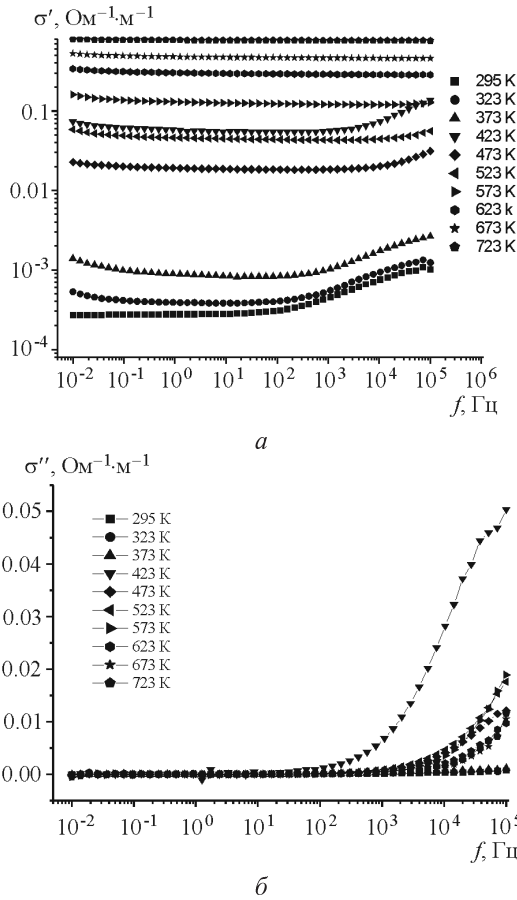 σ′, Ом⁻¹·м⁻¹
0.1
0.01
10⁻³
10⁻⁴
295 K
323 K
373 K
423 K
473 K
523 K
573 K
623 k
673 K
723 K
10⁻² 10⁻¹ 10⁰ 10¹ 10² 10³ 10⁴ 10⁵ 10⁶
f, Гц
а
σ′′, Ом⁻¹·м⁻¹
0.05
0.04
0.03
0.02
0.01
0.00
295 K
323 K
373 K
423 K
473 K
523 K
573 K
623 K
673 K
723 K
10⁻² 10⁻¹ 10⁰ 10¹ 10² 10³ 10⁴ 10⁵
f, Гц
б